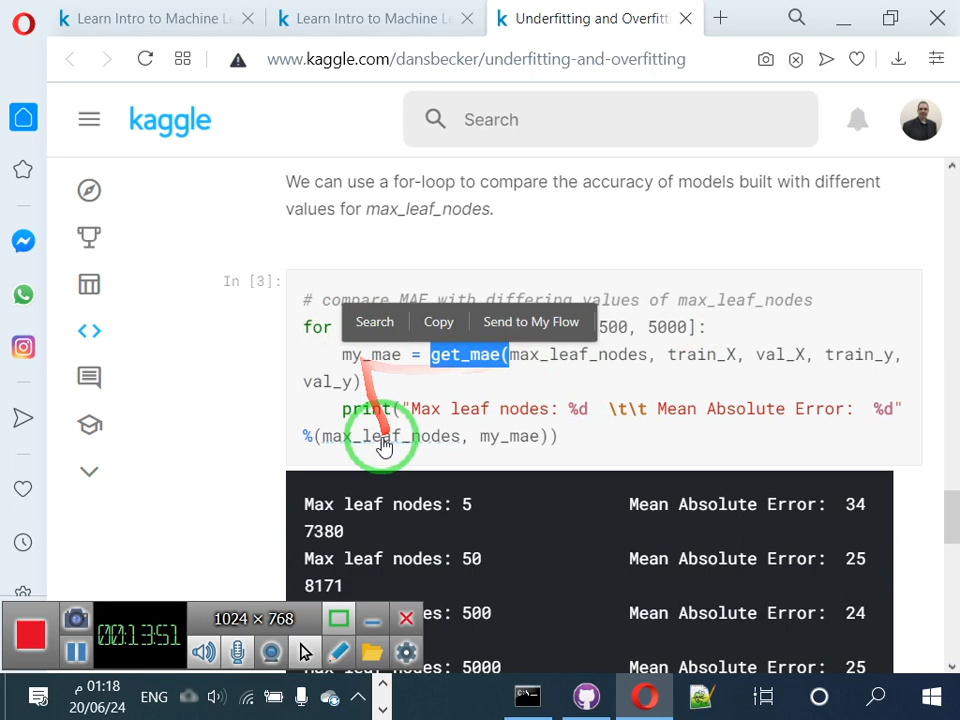 Learn Intro to Machine Le
Learn Intro to Machine Le
Underfitting and Overfitti
www.kaggle.com/dansbecker/underfitting-and-overfitting
kaggle
Search
We can use a for-loop to compare the accuracy of models built with different
values for max_leaf_nodes.
In [3]:
# compare MAE with differing values of max_leaf_nodes
for
500, 5000]:
Search
Copy
Send to My Flow
my_mae = get_mae(max_leaf_nodes, train_X, val_X, train_y,
val_y)
print("Max leaf nodes: %d  \t\t Mean Absolute Error:  %d"
%(max_leaf_nodes, my_mae))
Max leaf nodes: 5 Mean Absolute Error:  34
7380
Max leaf nodes: 50 Mean Absolute Error:  25
8171
es: 500 Mean Absolute Error:  24
es: 5000 Mean Absolute Error:  25
1024 × 768
00:13:51
01:18 م
ENG
20/06/24